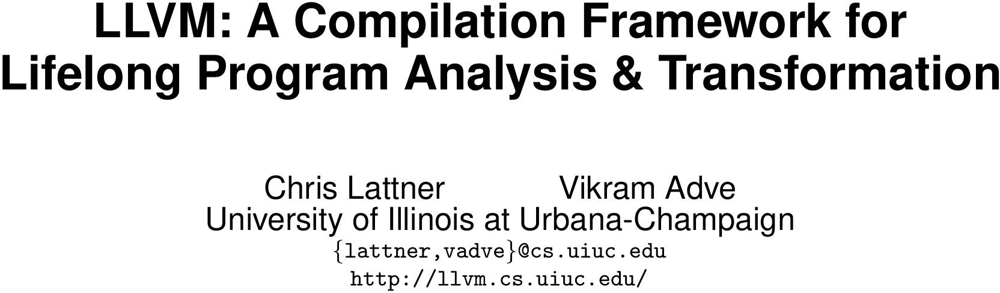 LLVM: A Compilation Framework for
Lifelong Program Analysis & Transformation
Chris Lattner Vikram Adve
University of Illinois at Urbana-Champaign
{lattner,vadve}@cs.uiuc.edu
http://llvm.cs.uiuc.edu/